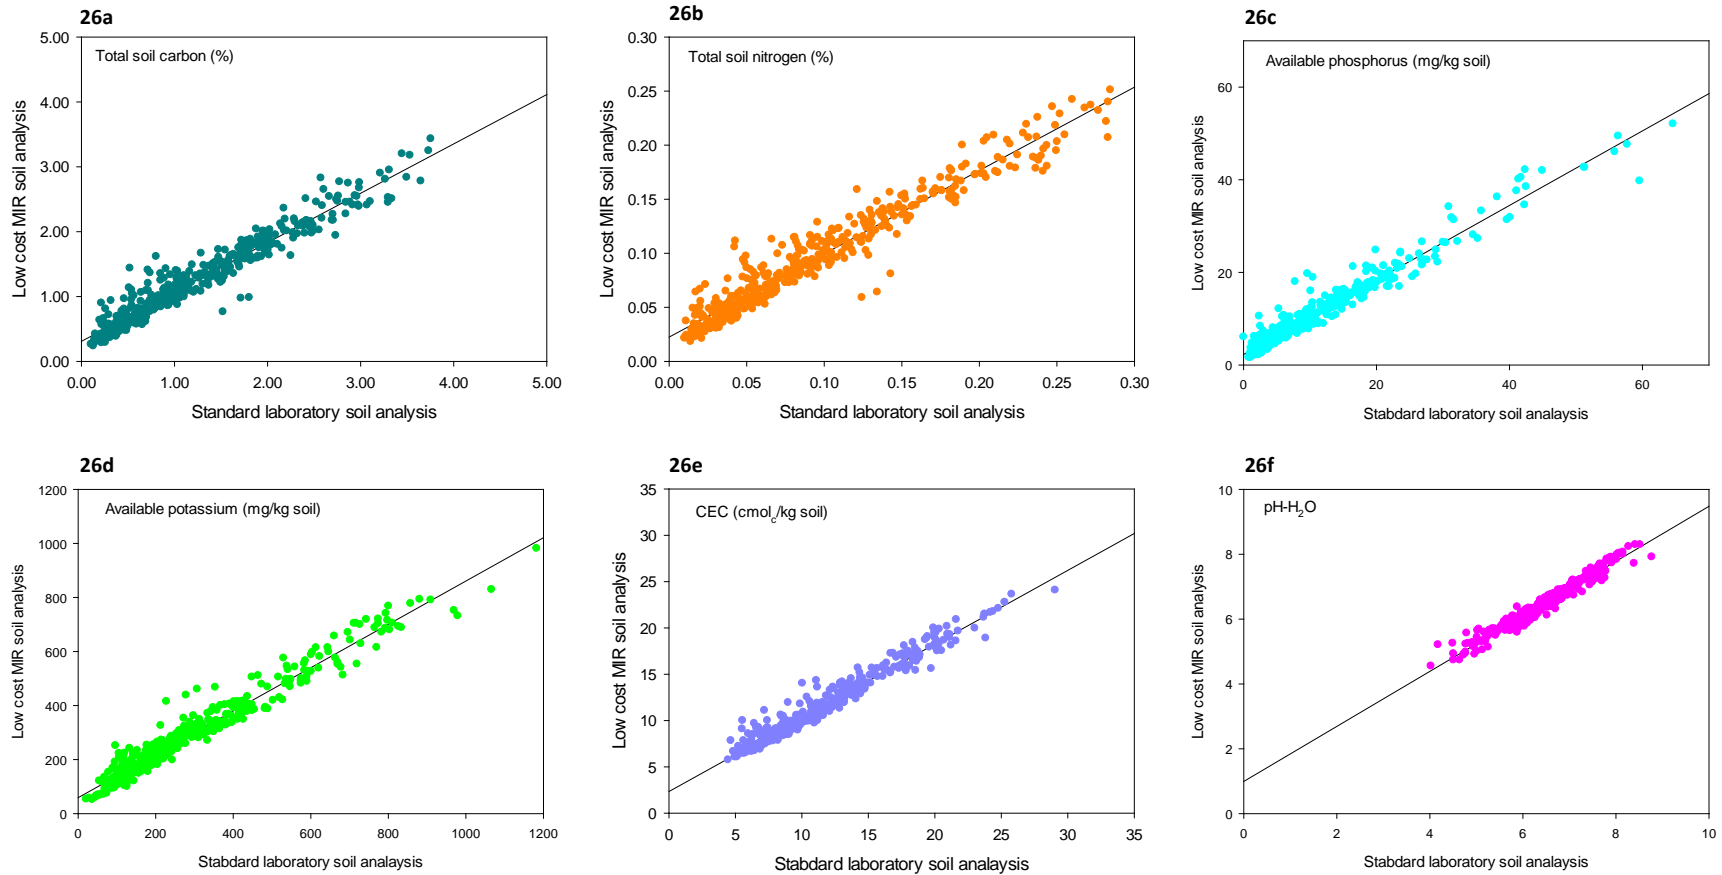 26a
Total soil carbon (%)
5.00
4.00
3.00
2.00
1.00
0.00
0.00 1.00 2.00 3.00 4.00 5.00
Low cost MIR soil analysis
Standard laboratory soil analysis
26b
Total soil nitrogen (%)
0.30
0.25
0.20
0.15
0.10
0.05
0.00
0.00 0.05 0.10 0.15 0.20 0.25 0.30
Low cost MIR soil analysis
Standard laboratory soil analysis
26c
Available phosphorus (mg/kg soil)
60
40
20
0
0 20 40 60
Low cost MIR soil analysis
Stabdard laboratory soil analaysis
26d
Available potassium (mg/kg soil)
1200
1000
800
600
400
200
0
0 200 400 600 800 1000 1200
Low cost MIR soil analysis
Stabdard laboratory soil analaysis
26e
CEC (cmolc/kg soil)
35
30
25
20
15
10
5
0
0 5 10 15 20 25 30 35
Low cost MIR soil analysis
Stabdard laboratory soil analaysis
26f
pH-H2O
10
8
6
4
2
0
0 2 4 6 8 10
Low cost MIR soil analysis
Stabdard laboratory soil analaysis